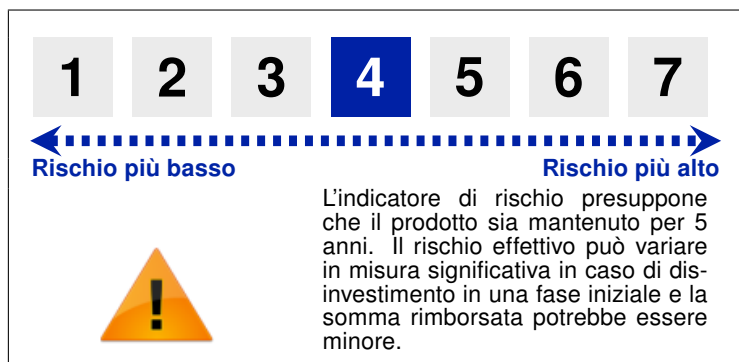 1 2 3 4 5 6 7
Rischio più basso Rischio più alto
L'indicatore di rischio presuppone
che il prodotto sia mantenuto per 5
anni. Il rischio effettivo può variare
in misura significativa in caso di dis-
investimento in una fase iniziale e la
somma rimborsata potrebbe essere
minore.
!